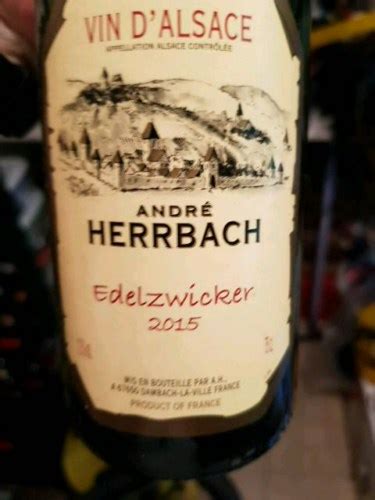 VIN D'ALSACE
APPELLATION ALSACE CONTRÔLÉE
ANDRÉ
HERRBACH
Edelzwicker
2015
MIS EN BOUTEILLE PAR A.H.,
A 67650 DAMBACH-LA-VILLE FRANCE
PRODUCT OF FRANCE